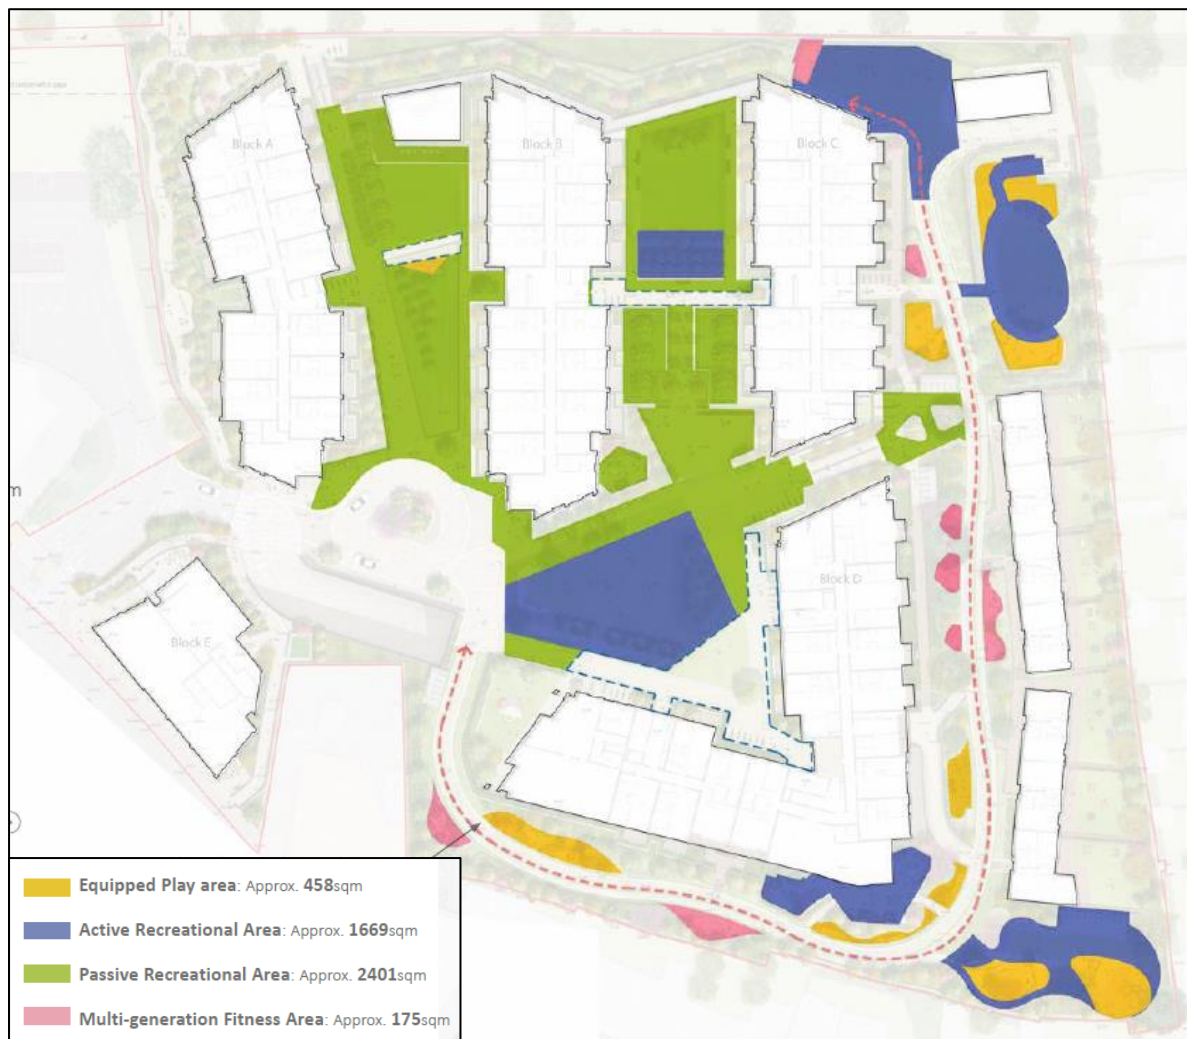 Block A
Block B
Block C
m
Block D
Block E
Equipped Play area: Approx. 458sqm
Active Recreational Area: Approx. 1669sqm
Passive Recreational Area: Approx. 2401sqm
Multi-generation Fitness Area: Approx. 175sqm